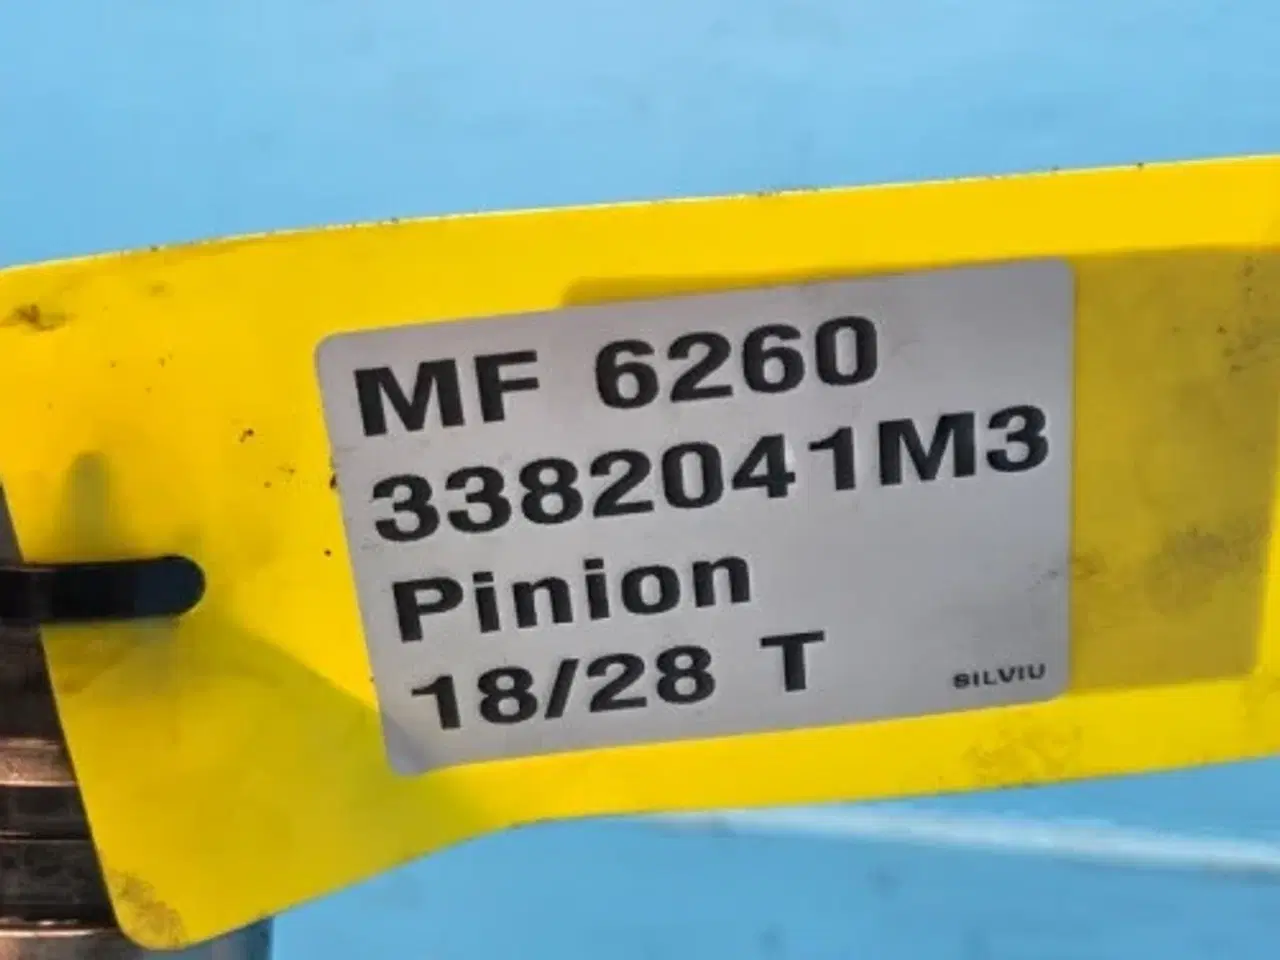 MF 6260
3382041M3
Pinion
18/28 T
SILVIU